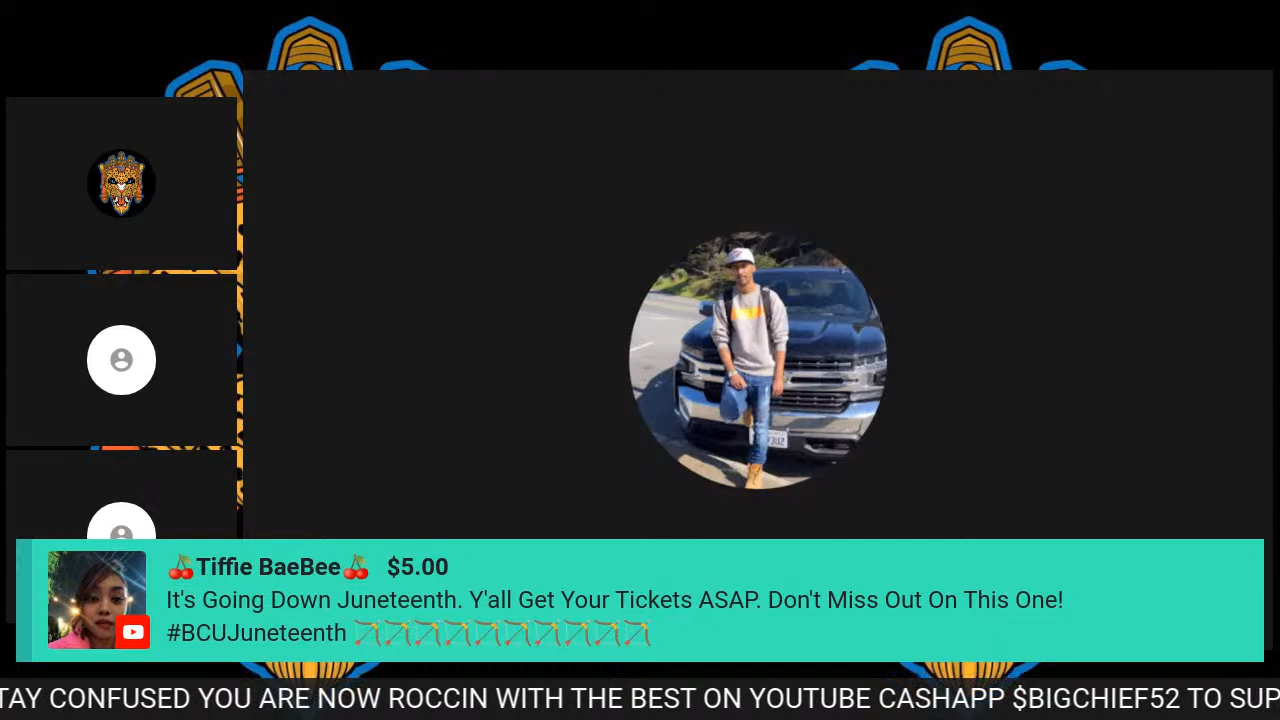 🍒Tiffie BaeBee🍒 $5.00
It's Going Down Juneteenth. Y'all Get Your Tickets ASAP. Don't Miss Out On This One!
#BCUJuneteenth 🏹🏹🏹🏹🏹🏹🏹🏹🏹🏹
TAY CONFUSED YOU ARE NOW ROCCIN WITH THE BEST ON YOUTUBE CASHAPP $BIGCHIEF52 TO SUP